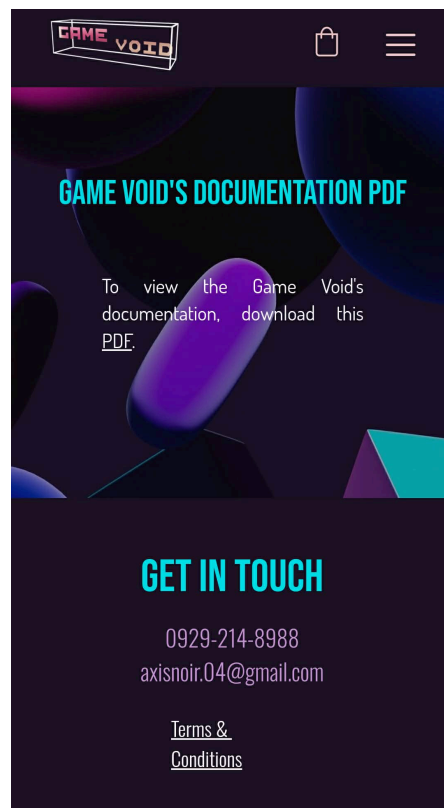 GAME VOID
GAME VOID'S DOCUMENTATION PDF
To view the Game Void's
documentation, download this
PDF.
GET IN TOUCH
0929-214-8988
axisnoir.04@gmail.com
Terms &
Conditions